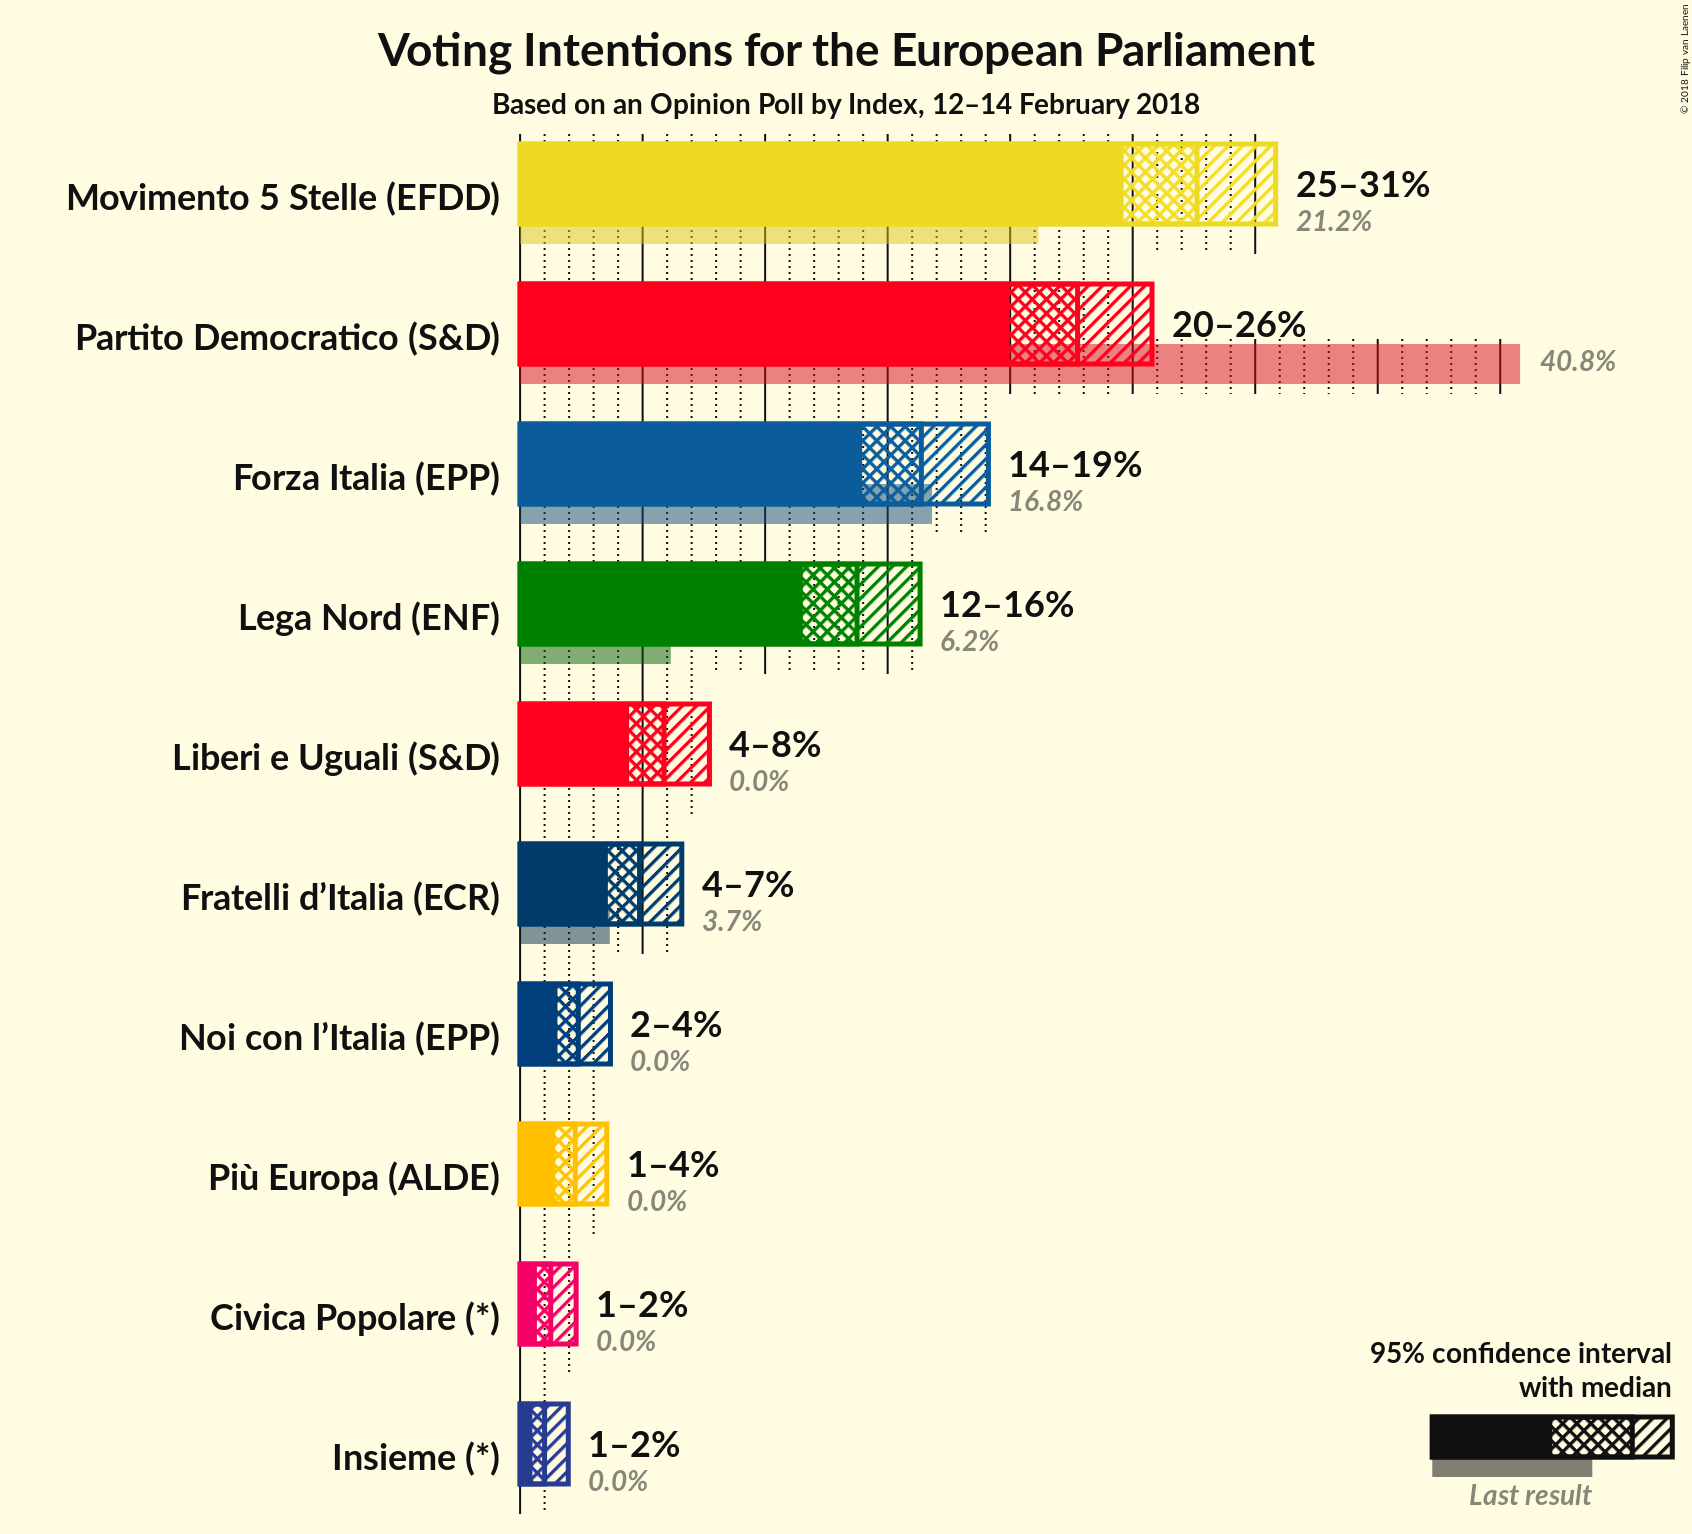 Voting Intentions for the European Parliament
Based on an Opinion Poll by Index, 12–14 February 2018
© 2018 Filip van Laenen
Movimento 5 Stelle (EFDD)
25–31%
21.2%
Partito Democratico (S&D)
20–26%
40.8%
Forza Italia (EPP)
14–19%
16.8%
Lega Nord (ENF)
12–16%
6.2%
Liberi e Uguali (S&D)
4–8%
0.0%
Fratelli d’Italia (ECR)
4–7%
3.7%
Noi con l’Italia (EPP)
2–4%
0.0%
Più Europa (ALDE)
1–4%
0.0%
Civica Popolare (*)
1–2%
0.0%
Insieme (*)
1–2%
0.0%
95% confidence interval
with median
Last result